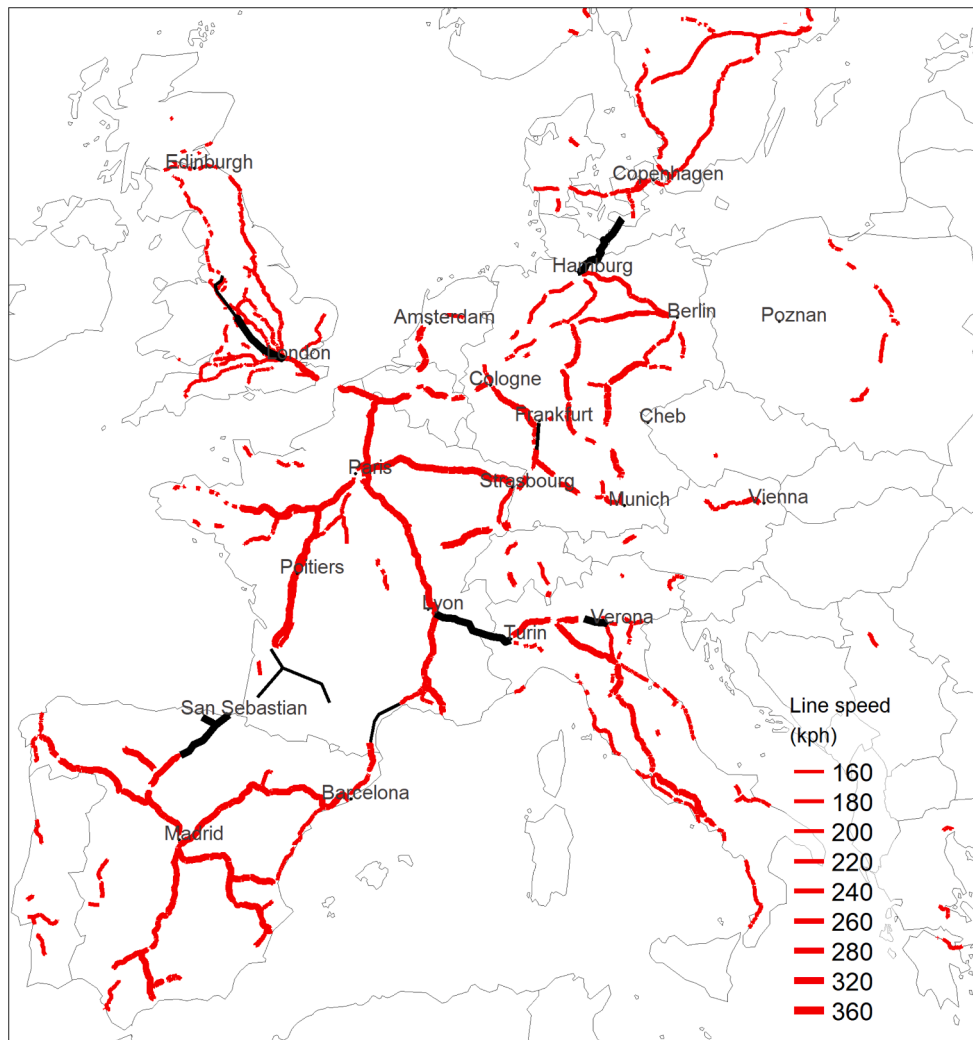 Edinburgh
Copenhagen
Hamburg
Amsterdam
Berlin
Poznan
London
Cologne
Frankfurt
Cheb
Paris
Strasbourg
Munich
Vienna
Poitiers
Lyon
Turin
Verona
San Sebastian
Barcelona
Madrid
Line speed
(kph)
160
180
200
220
240
260
280
320
360